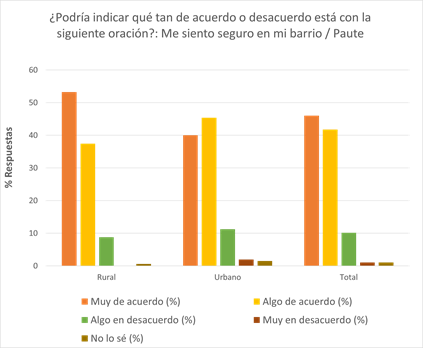 ¿Podría indicar qué tan de acuerdo o desacuerdo está con la
siguiente oración?: Me siento seguro en mi barrio / Paute
% Respuestas
60
50
40
30
20
10
0
Rural
Urbano
Total
Muy de acuerdo (%)
Algo de acuerdo (%)
Algo en desacuerdo (%)
Muy en desacuerdo (%)
No lo sé (%)